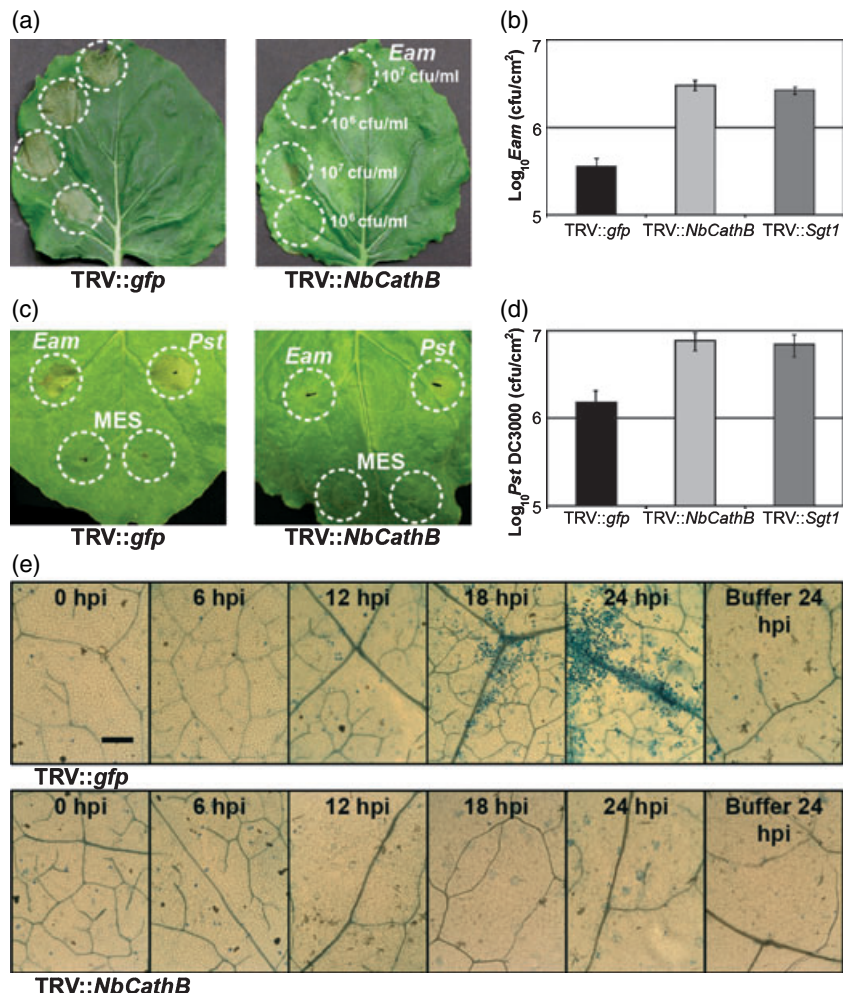 (a)
Eam
10⁷ cfu/ml
10⁶ cfu/ml
10⁷ cfu/ml
10⁶ cfu/ml
TRV::gfp
TRV::NbCathB
(b)
Log₁₀Eam (cfu/cm²)
7
6
5
TRV::gfp TRV::NbCathB TRV::Sgt1
(c)
Eam Pst
MES
TRV::gfp
Eam Pst
MES
TRV::NbCathB
(d)
Log₁₀Pst DC3000 (cfu/cm²)
7
6
5
TRV::gfp TRV::NbCathB TRV::Sgt1
(e)
0 hpi 6 hpi 12 hpi 18 hpi 24 hpi Buffer 24
hpi
TRV::gfp
0 hpi 6 hpi 12 hpi 18 hpi 24 hpi Buffer 24
hpi
TRV::NbCathB